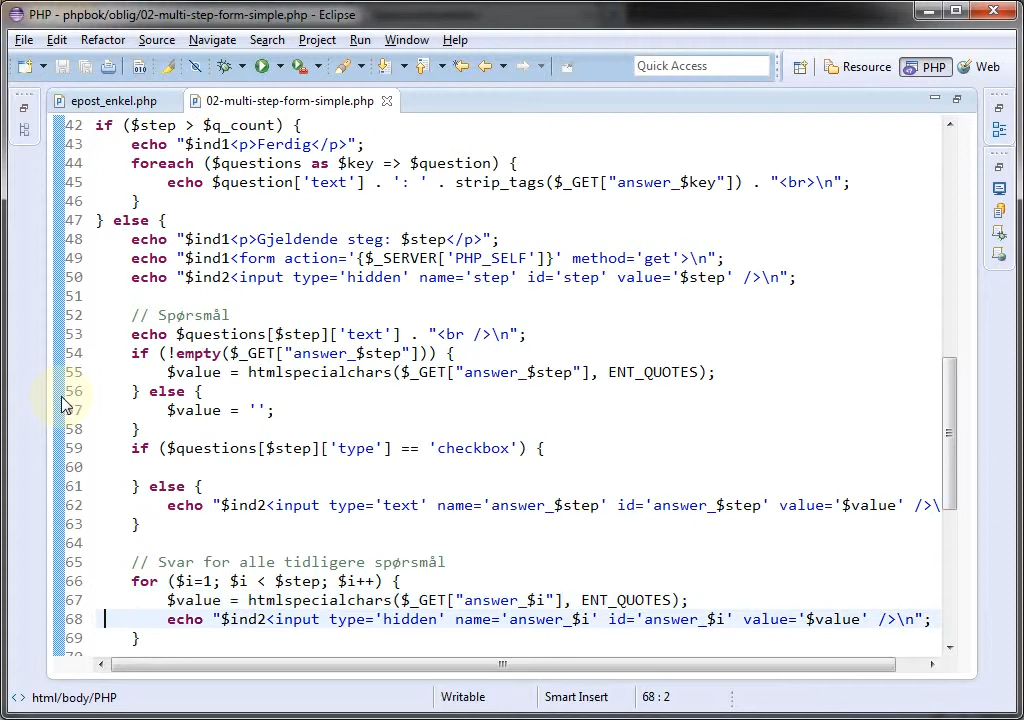 PHP - phpbok/oblig/02-multi-step-form-simple.php - Eclipse
File Edit Refactor Source Navigate Search Project Run Window Help
Quick Access Resource PHP Web
epost_enkel.php 02-multi-step-form-simple.php
42 if ($step > $q_count) {
43 echo "$ind1<p>Ferdig</p>";
44 foreach ($questions as $key => $question) {
45 echo $question['text'] . ': ' . strip_tags($_GET["answer_$key"]) . "<br>\n";
46 }
47 } else {
48 echo "$ind1<p>Gjeldende steg: $step</p>";
49 echo "$ind1<form action='{$_SERVER['PHP_SELF']}' method='get'>\n";
50 echo "$ind2<input type='hidden' name='step' id='step' value='$step' />\n";
51
52 // Spørsmål
53 echo $questions[$step]['text'] . "<br />\n";
54 if (!empty($_GET["answer_$step"])) {
55 $value = htmlspecialchars($_GET["answer_$step"], ENT_QUOTES);
56 } else {
57 $value = '';
58 }
59 if ($questions[$step]['type'] == 'checkbox') {
60
61 } else {
62 echo "$ind2<input type='text' name='answer_$step' id='answer_$step' value='$value' />\
63 }
64
65 // Svar for alle tidligere spørsmål
66 for ($i=1; $i < $step; $i++) {
67 $value = htmlspecialchars($_GET["answer_$i"], ENT_QUOTES);
68 echo "$ind2<input type='hidden' name='answer_$i' id='answer_$i' value='$value' />\n";
69 }
html/body/PHP Writable Smart Insert 68 : 2